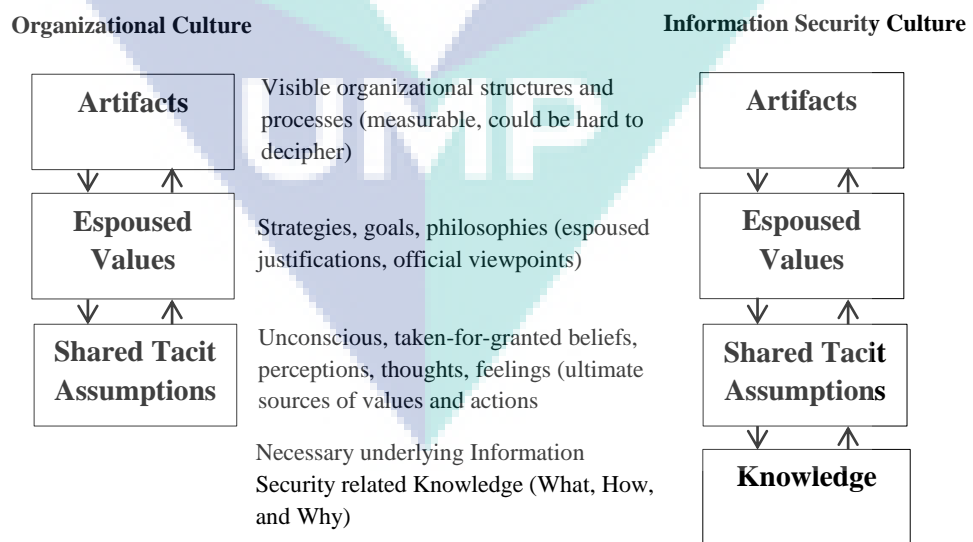 Organizational Culture
Information Security Culture
Artifacts
Visible organizational structures and
processes (measurable, could be hard to
decipher)
Artifacts
Espoused
Values
Strategies, goals, philosophies (espoused
justifications, official viewpoints)
Espoused
Values
Shared Tacit
Assumptions
Unconscious, taken-for-granted beliefs,
perceptions, thoughts, feelings (ultimate
sources of values and actions
Shared Tacit
Assumptions
Necessary underlying Information
Security related Knowledge (What, How,
and Why)
Knowledge
UMP